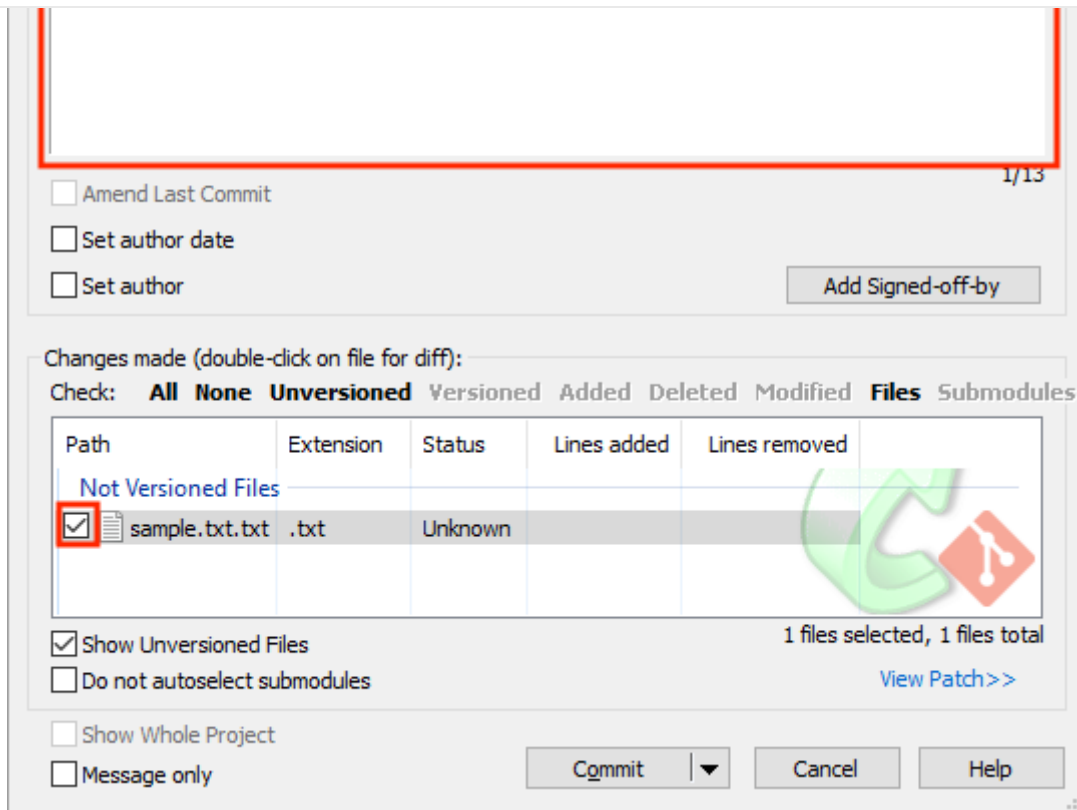 1/13
Amend Last Commit
Set author date
Set author
Add Signed-off-by
Changes made (double-click on file for diff):
Check: All None Unversioned Versioned Added Deleted Modified Files Submodules
Path Extension Status Lines added Lines removed
Not Versioned Files
sample.txt.txt .txt Unknown
Show Unversioned Files
1 files selected, 1 files total
Do not autoselect submodules
View Patch>>
Show Whole Project
Message only
Commit Cancel Help